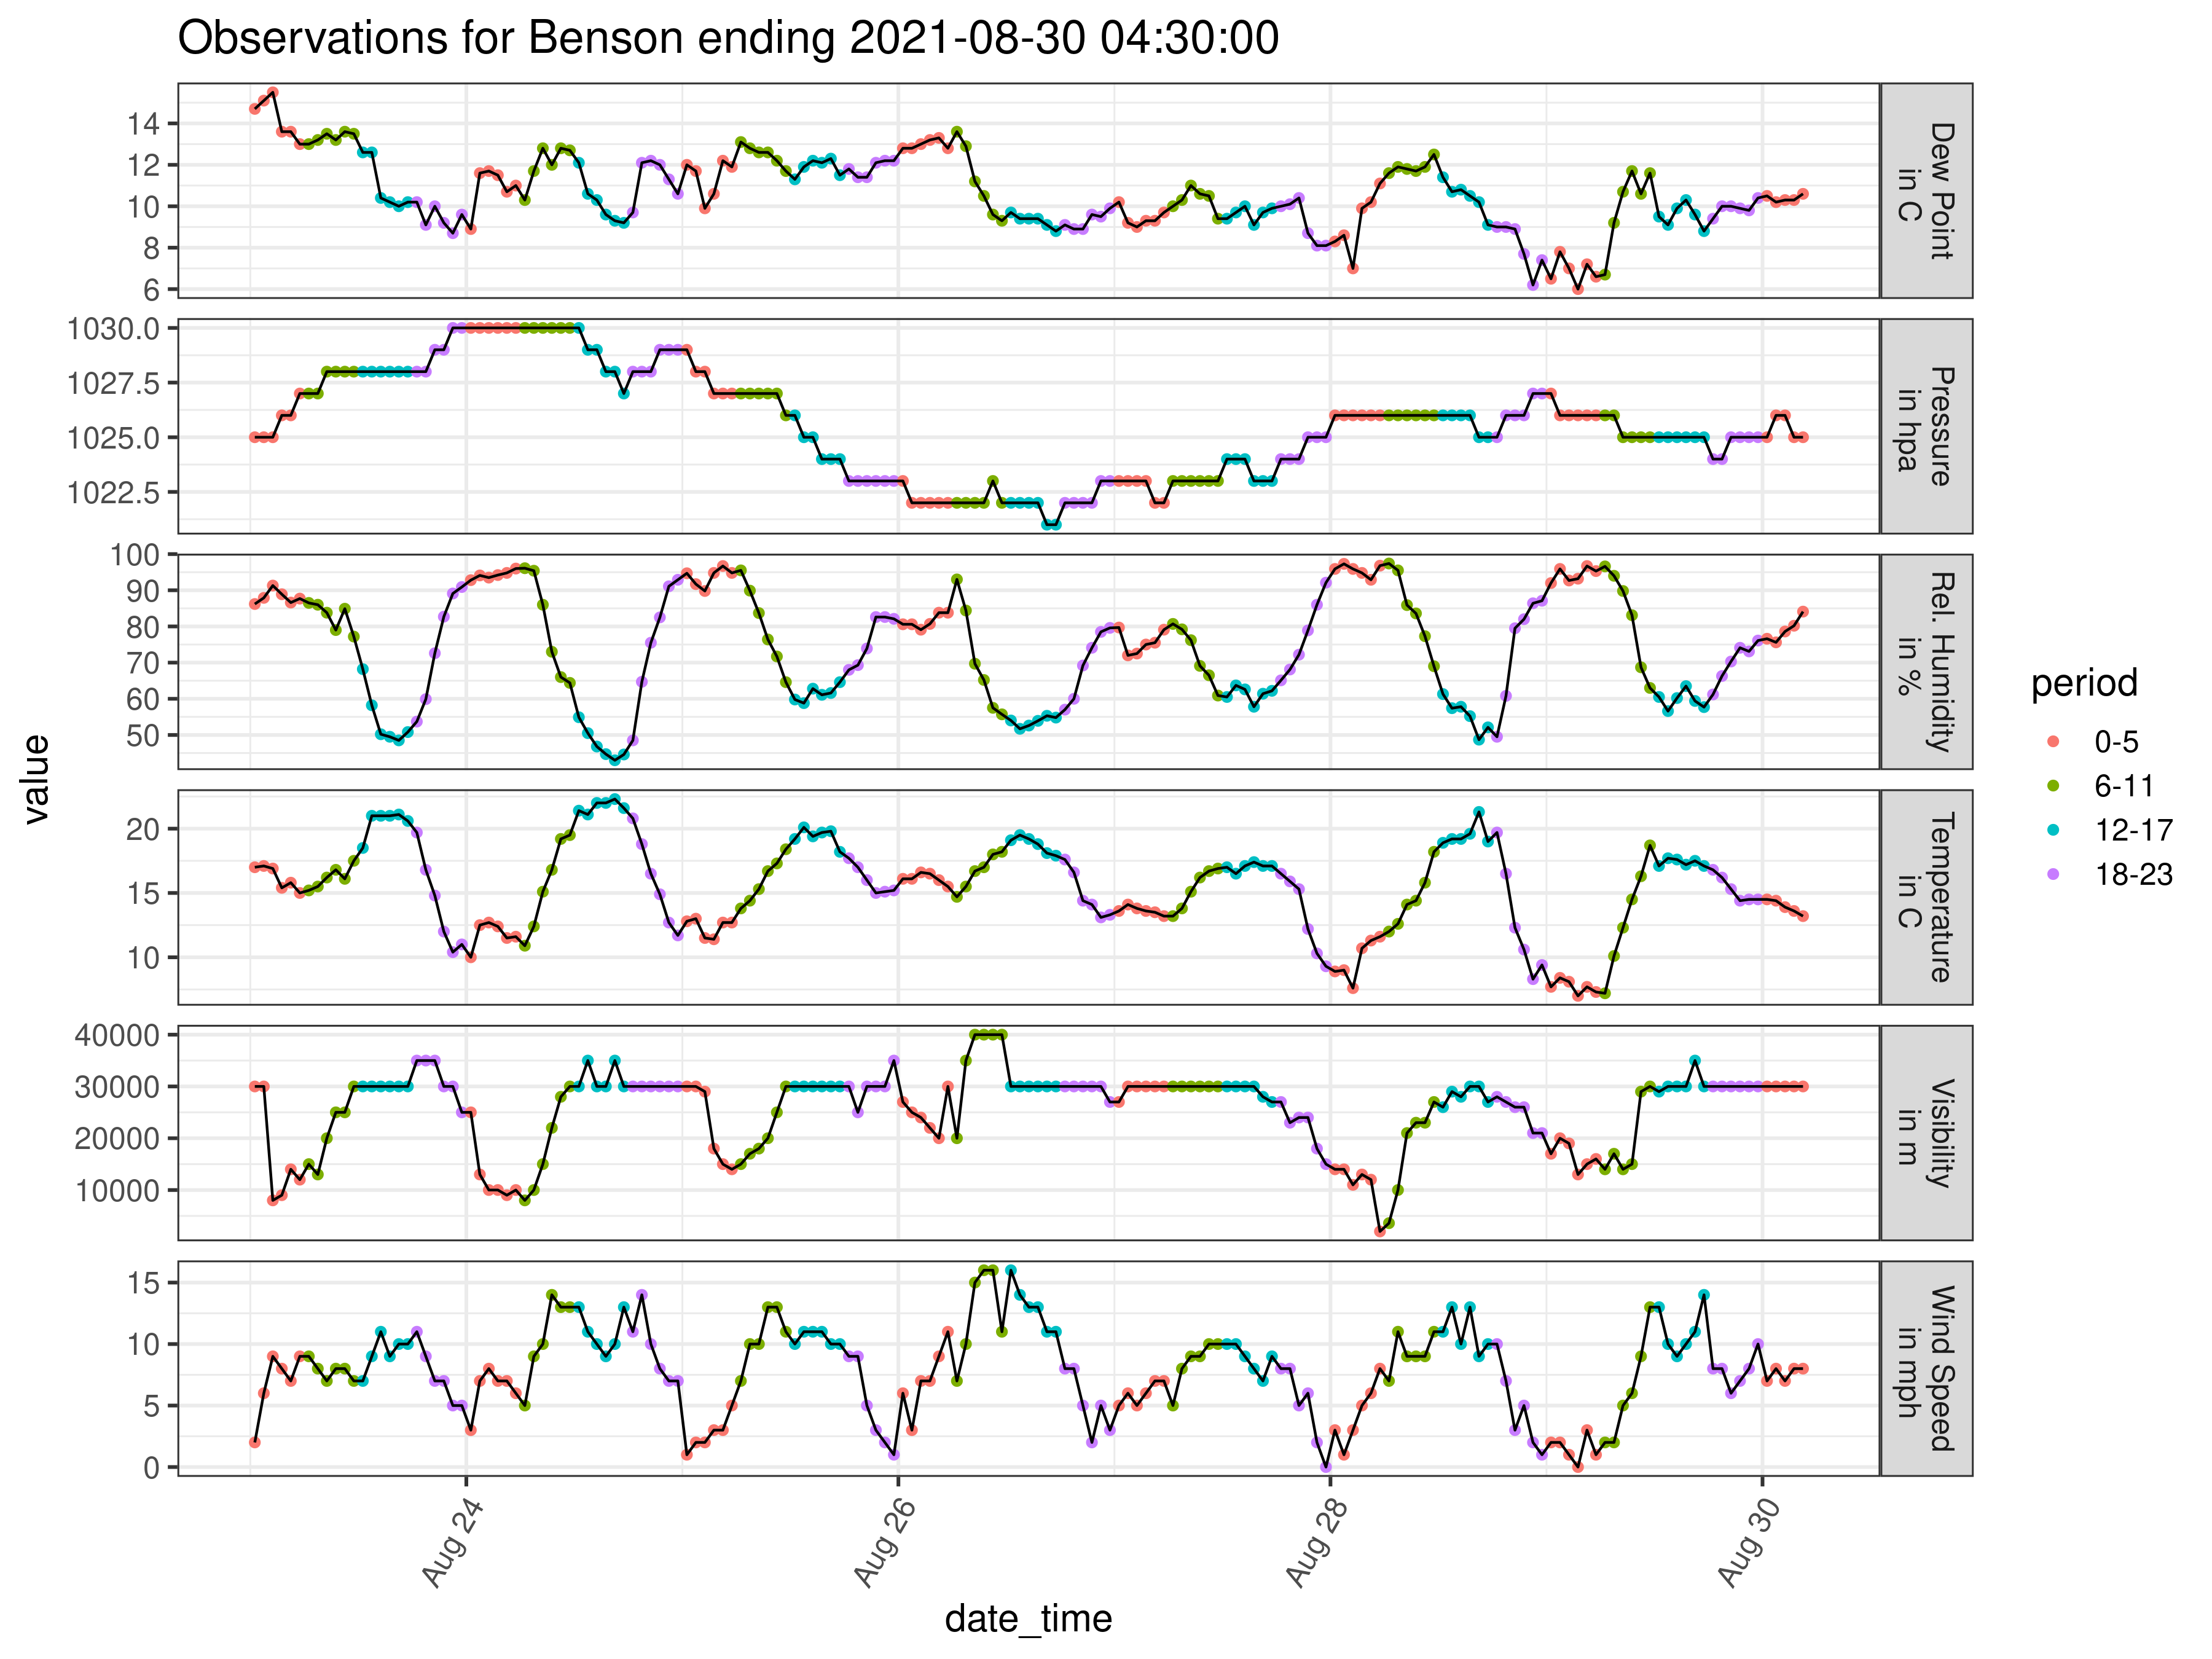 Observations for Benson ending 2021-08-30 04:30:00
value
14
12
10
8
6
Dew Point
in C
1030.0
1027.5
1025.0
1022.5
Pressure
in hpa
100
90
80
70
60
50
Rel. Humidity
in %
20
15
10
Temperature
in C
40000
30000
20000
10000
Visibility
in m
15
10
5
0
Wind Speed
in mph
Aug 24
Aug 26
Aug 28
Aug 30
date_time
period
0-5
6-11
12-17
18-23